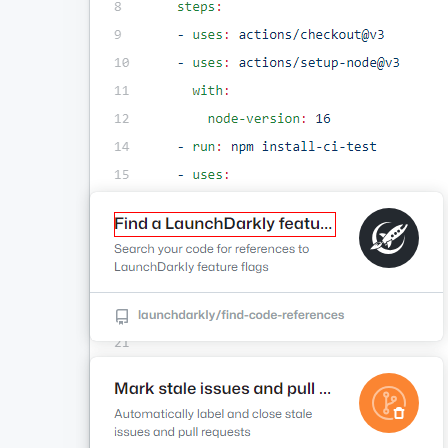 8 steps:
9 - uses: actions/checkout@v3
10 - uses: actions/setup-node@v3
11 with:
12 node-version: 16
14 - run: npm install-ci-test
15 - uses:
Find a LaunchDarkly featu...
Search your code for references to
LaunchDarkly feature flags
launchdarkly/find-code-references
21
Mark stale issues and pull ...
Automatically label and close stale
issues and pull requests